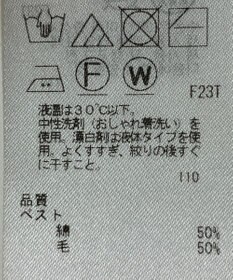 F W
F23T
液温は30℃以下。
中性洗剤(おしゃれ着洗い)を
使用。漂白剤は液体タイプを使
用。よくすすぎ、絞りの後すぐ
に干すこと。
I10
品質
ベスト
綿 50%
毛 50%